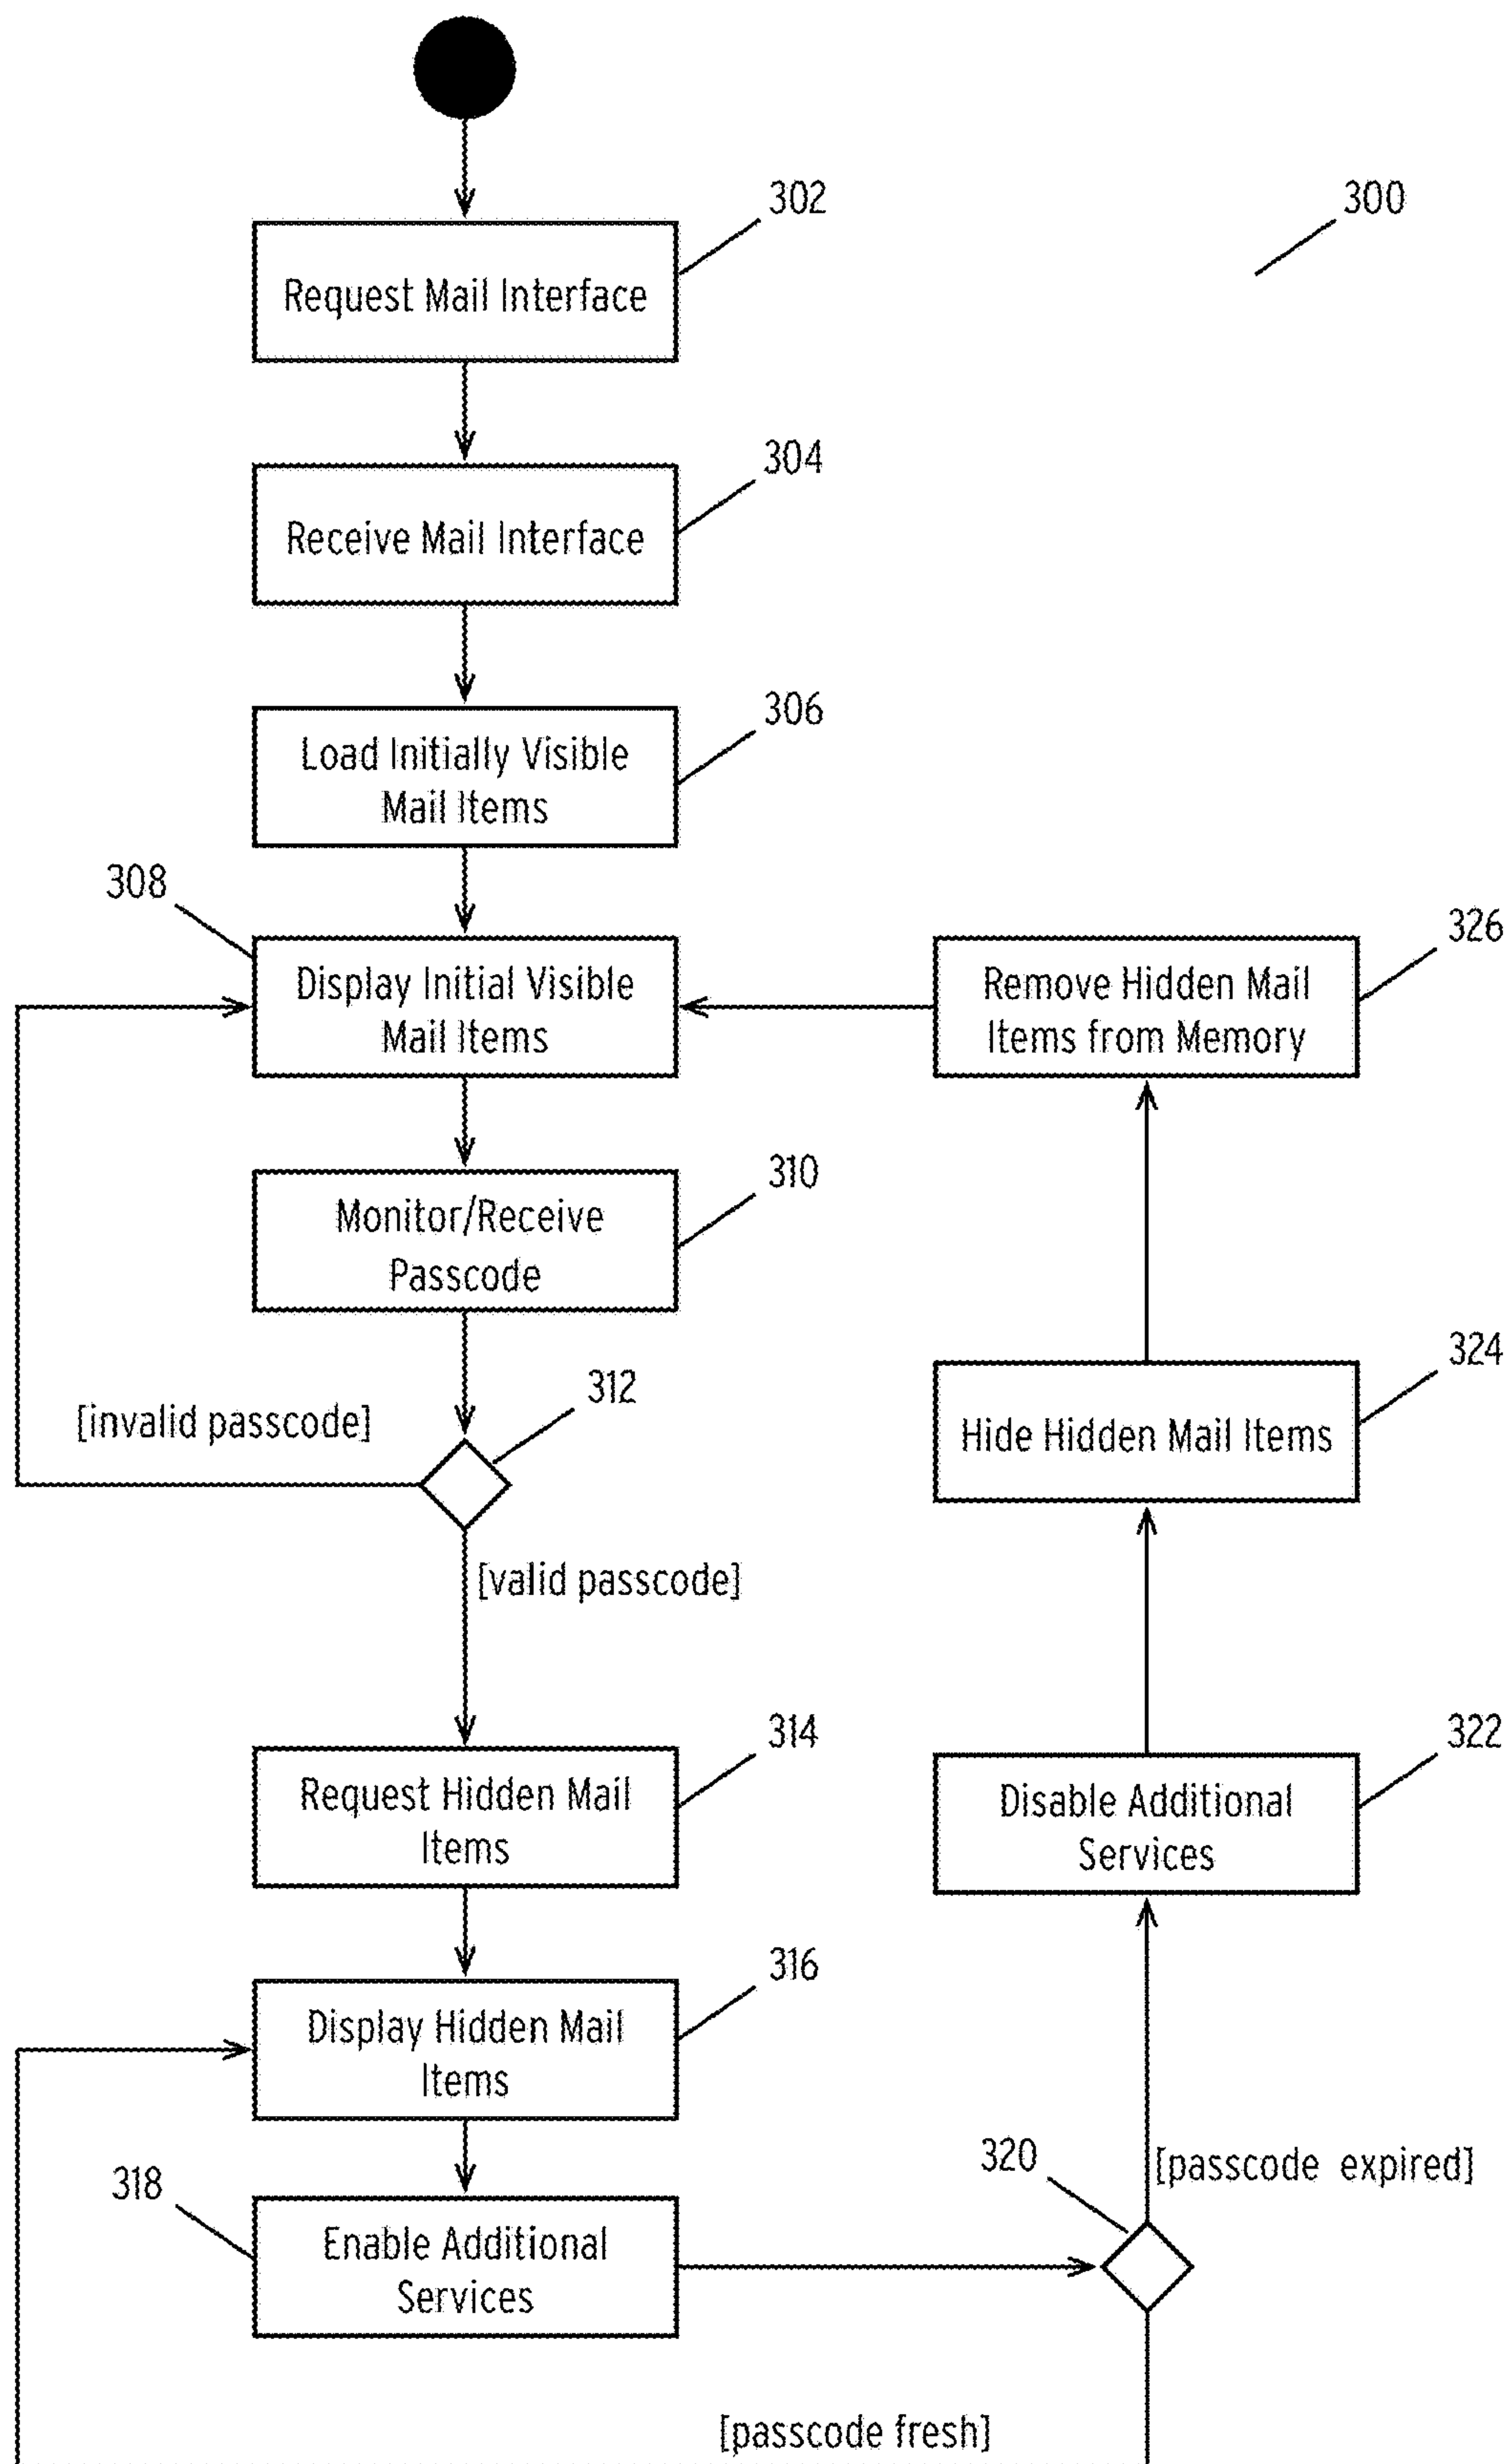 302
300
Request Mail Interface
304
Receive Mail Interface
306
Load Initially Visible
Mail Items
308
326
Display Initial Visible
Mail Items
Remove Hidden Mail
Items from Memory
310
Monitor/Receive
Passcode
324
312
[invalid passcode]
Hide Hidden Mail Items
[valid passcode]
314
322
Request Hidden Mail
Items
Disable Additional
Services
316
Display Hidden Mail
Items
320
[passcode expired]
318
Enable Additional
Services
[passcode fresh]